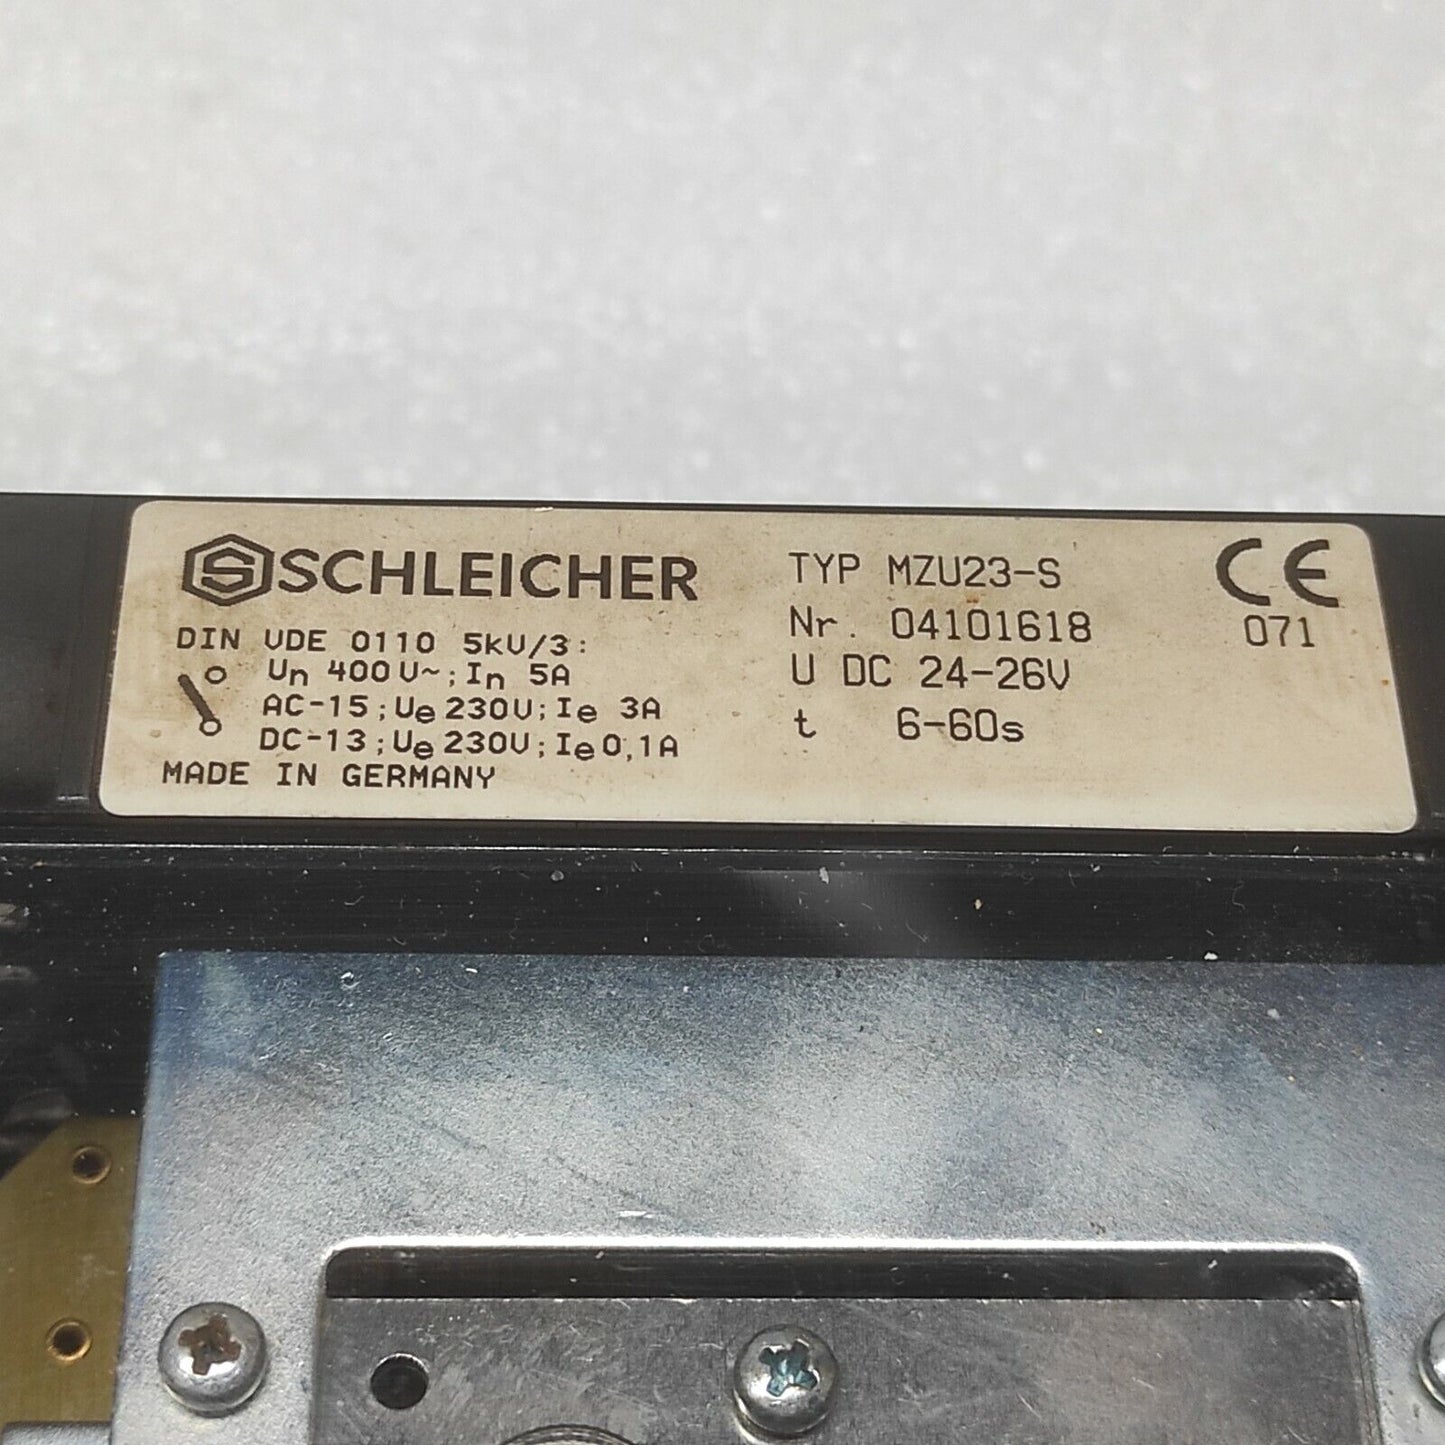 SCHLEICHER
DIN VDE 0110 5kV/3:
Un 400V~; In 5A
AC-15; Ue 230V; Ie 3A
DC-13; Ue 230V; Ie 0,1A
MADE IN GERMANY
TYP MZU23-S
Nr. 04101618
U DC 24-26V
t 6-60s
CE
071